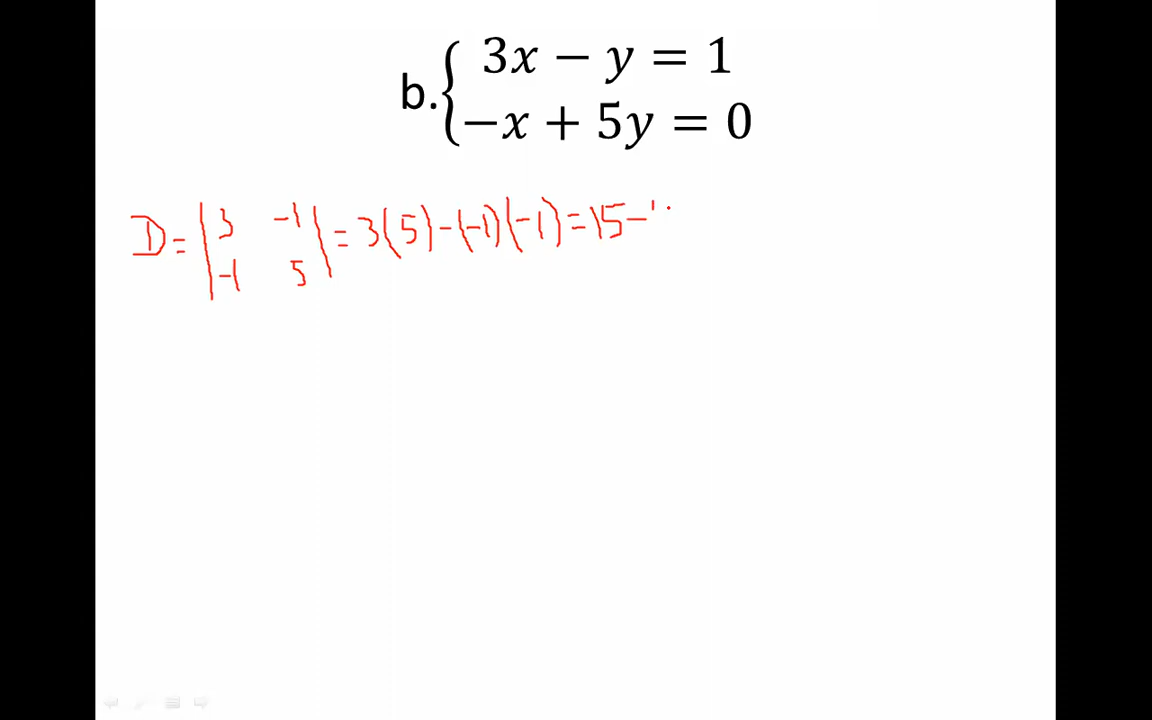 b. { 3x − y = 1
−x + 5y = 0
D = | 3 -1 | = 3(5) - (-1)(-1) = 15 -
-1 5